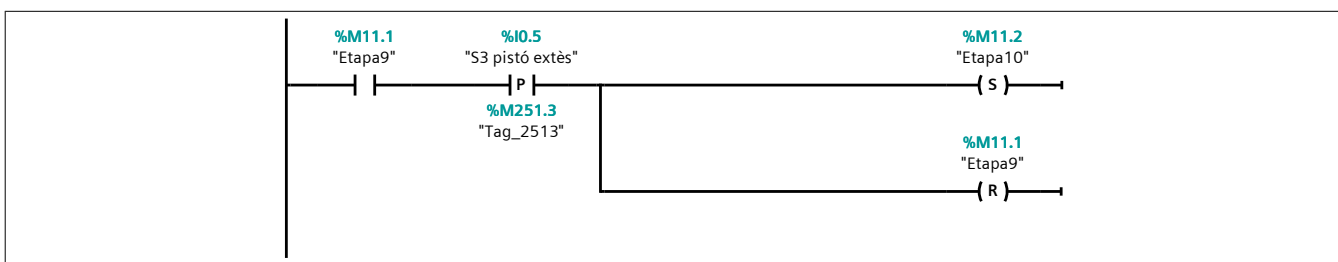 %M11.1 %I0.5 %M11.2
"Etapa9" "S3 pistó extès" "Etapa10"
P S
%M251.3
"Tag_2513"
%M11.1
"Etapa9"
R